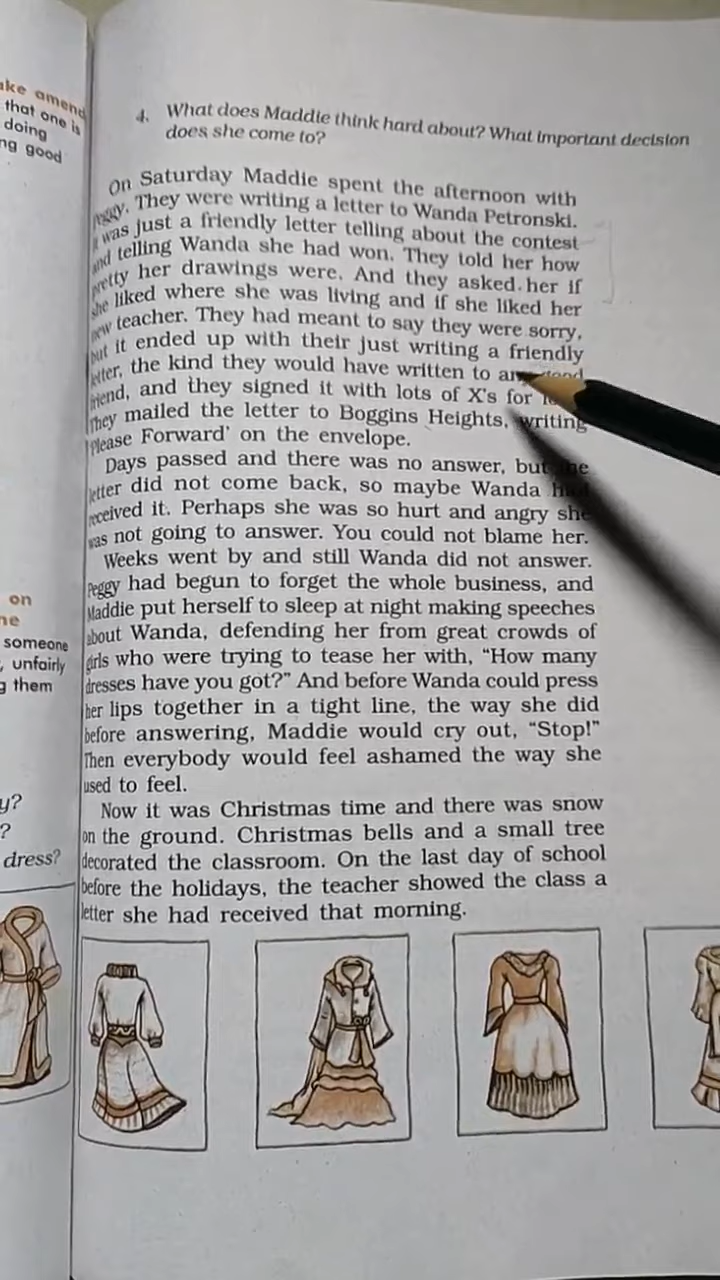 ake amend
that one is
doing
ng good
on
ne
someone
, unfairly
g them
y?
?
dress?
4. What does Maddie think hard about? What important decision
does she come to?
On Saturday Maddie spent the afternoon with
Peggy. They were writing a letter to Wanda Petronski.
It was just a friendly letter telling about the contest
and telling Wanda she had won. They told her how
pretty her drawings were. And they asked her if
she liked where she was living and if she liked her
new teacher. They had meant to say they were sorry,
but it ended up with their just writing a friendly
letter, the kind they would have written to any
friend, and they signed it with lots of X's for
They mailed the letter to Boggins Heights, writing
'Please Forward' on the envelope.
Days passed and there was no answer, but the
letter did not come back, so maybe Wanda had
received it. Perhaps she was so hurt and angry she
was not going to answer. You could not blame her.
Weeks went by and still Wanda did not answer.
Peggy had begun to forget the whole business, and
Maddie put herself to sleep at night making speeches
about Wanda, defending her from great crowds of
girls who were trying to tease her with, “How many
dresses have you got?” And before Wanda could press
her lips together in a tight line, the way she did
before answering, Maddie would cry out, “Stop!”
Then everybody would feel ashamed the way she
used to feel.
Now it was Christmas time and there was snow
on the ground. Christmas bells and a small tree
decorated the classroom. On the last day of school
before the holidays, the teacher showed the class a
letter she had received that morning.